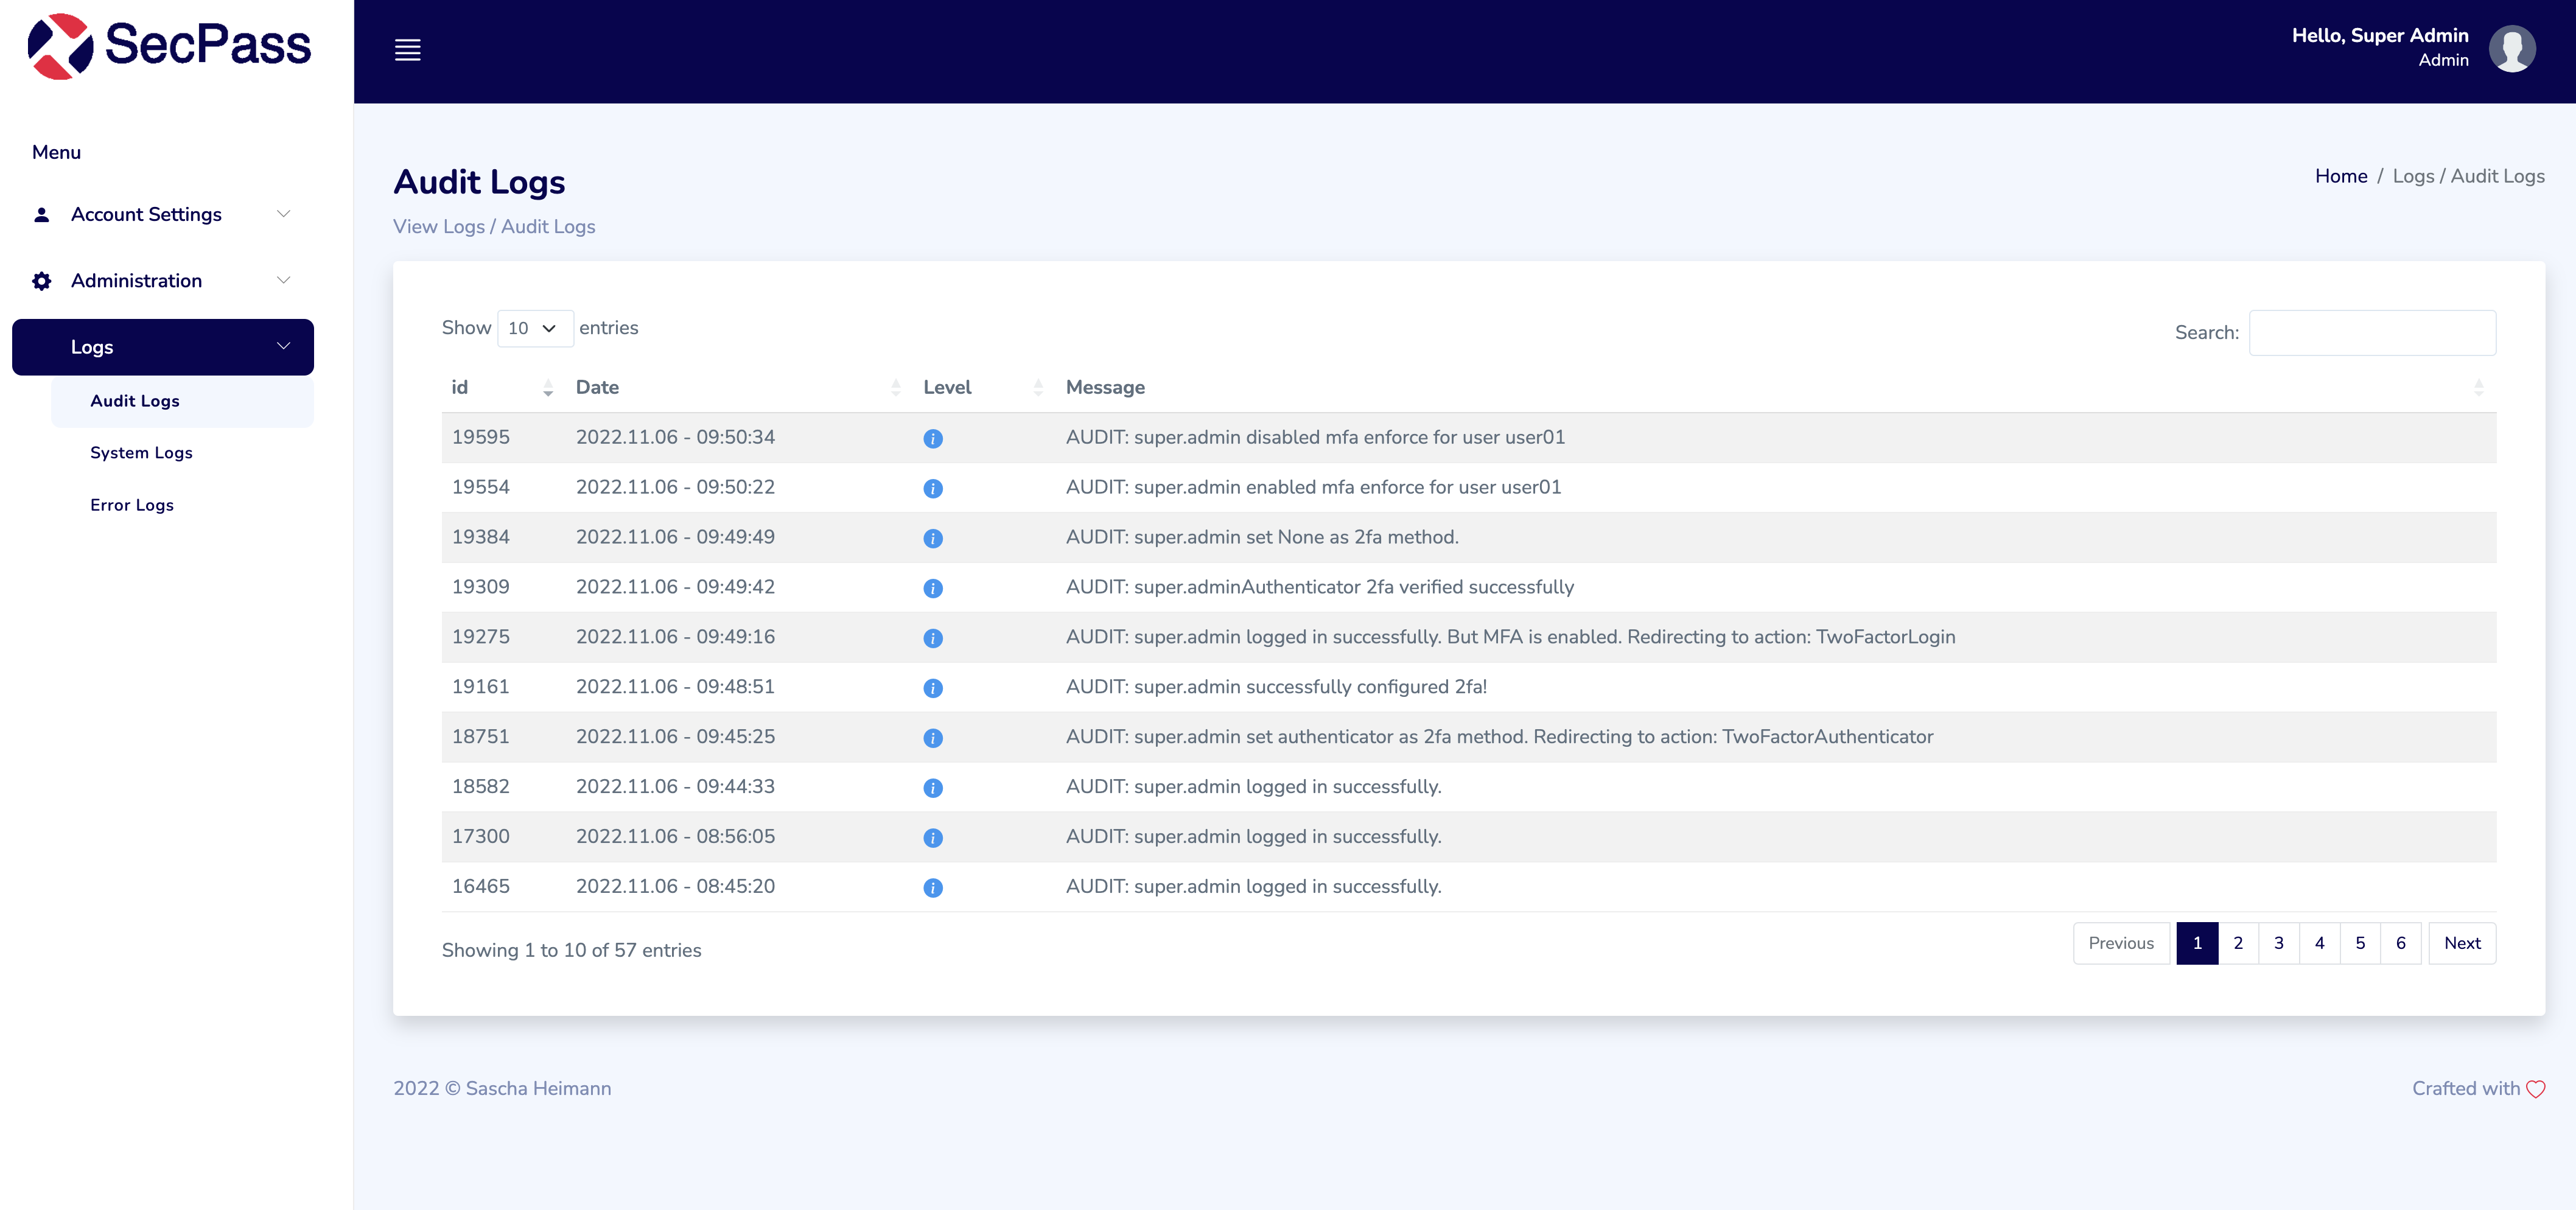 SecPass
Hello, Super Admin
Admin
Menu
Account Settings
Administration
Logs
Audit Logs
System Logs
Error Logs
Audit Logs
View Logs / Audit Logs
Home / Logs / Audit Logs
Show 10 entries
Search:
id Date Level Message
19595 2022.11.06 - 09:50:34 i AUDIT: super.admin disabled mfa enforce for user user01
19554 2022.11.06 - 09:50:22 i AUDIT: super.admin enabled mfa enforce for user user01
19384 2022.11.06 - 09:49:49 i AUDIT: super.admin set None as 2fa method.
19309 2022.11.06 - 09:49:42 i AUDIT: super.adminAuthenticator 2fa verified successfully
19275 2022.11.06 - 09:49:16 i AUDIT: super.admin logged in successfully. But MFA is enabled. Redirecting to action: TwoFactorLogin
19161 2022.11.06 - 09:48:51 i AUDIT: super.admin successfully configured 2fa!
18751 2022.11.06 - 09:45:25 i AUDIT: super.admin set authenticator as 2fa method. Redirecting to action: TwoFactorAuthenticator
18582 2022.11.06 - 09:44:33 i AUDIT: super.admin logged in successfully.
17300 2022.11.06 - 08:56:05 i AUDIT: super.admin logged in successfully.
16465 2022.11.06 - 08:45:20 i AUDIT: super.admin logged in successfully.
Showing 1 to 10 of 57 entries
Previous 1 2 3 4 5 6 Next
2022 © Sascha Heimann
Crafted with